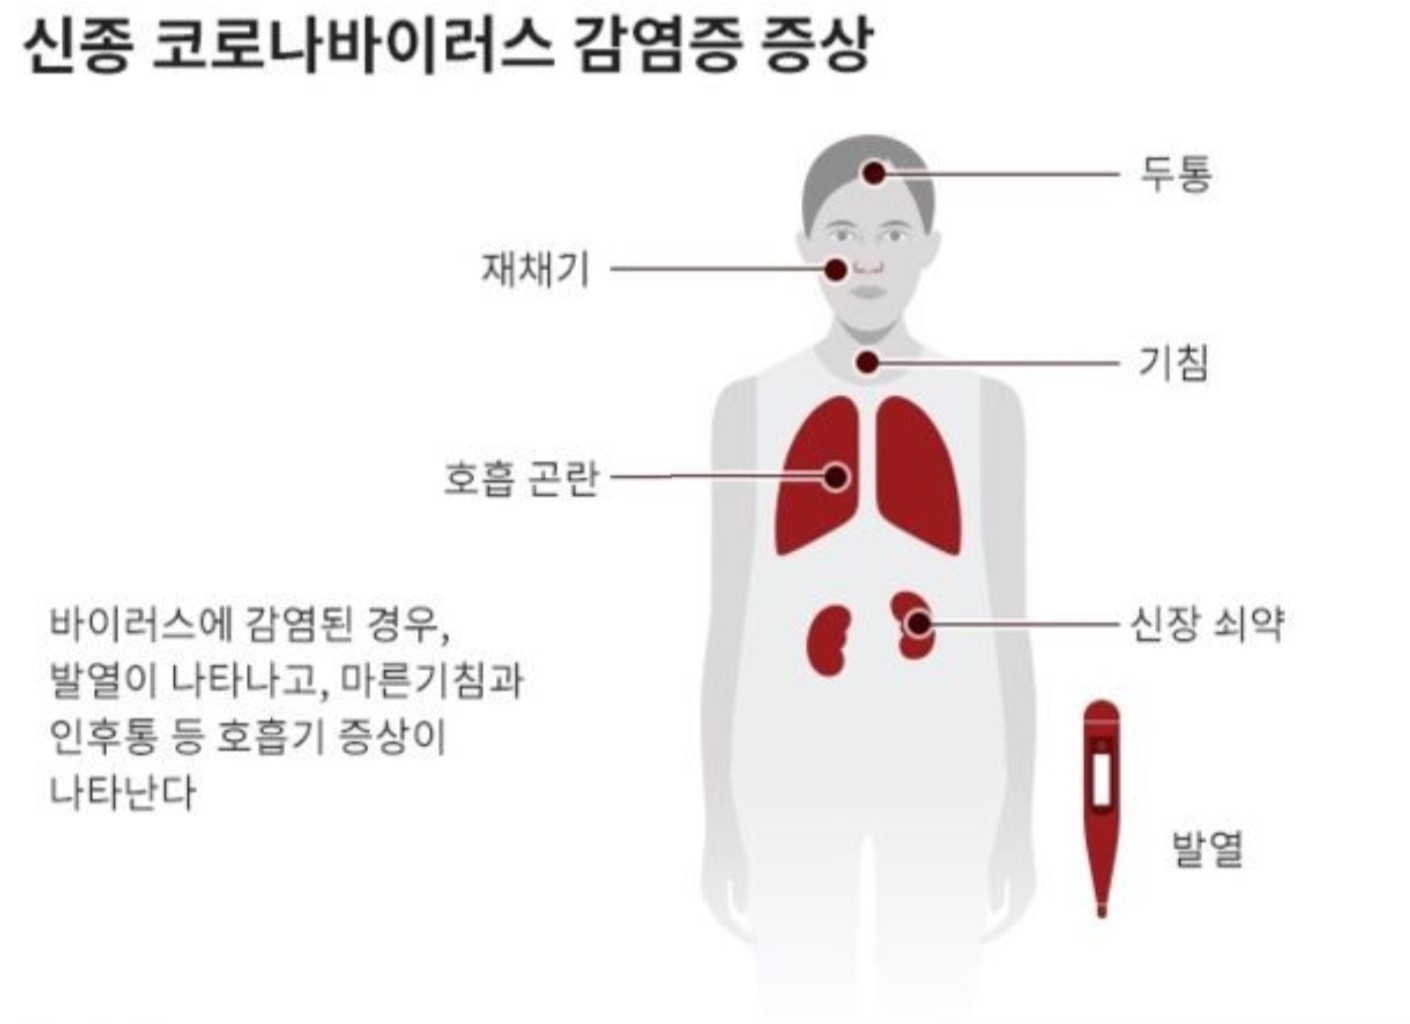 신종 코로나바이러스 감염증 증상
두통
재채기
기침
호흡 곤란
신장 쇠약
바이러스에 감염된 경우,
발열이 나타나고, 마른기침과
인후통 등 호흡기 증상이
나타난다
발열